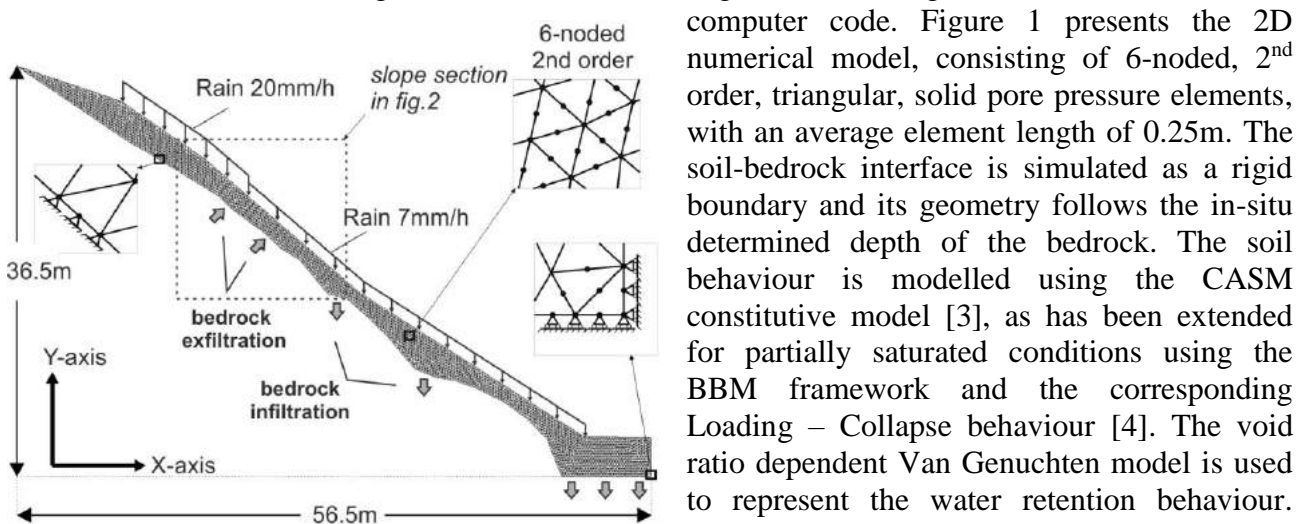 6-noded
2nd order
slope section
in fig.2
Rain 20mm/h
Rain 7mm/h
36.5m
bedrock
exfiltration
Y-axis
bedrock
infiltration
X-axis
56.5m
computer code. Figure 1 presents the 2D
numerical model, consisting of 6-noded, 2nd
order, triangular, solid pore pressure elements,
with an average element length of 0.25m. The
soil-bedrock interface is simulated as a rigid
boundary and its geometry follows the in-situ
determined depth of the bedrock. The soil
behaviour is modelled using the CASM
constitutive model [3], as has been extended
for partially saturated conditions using the
BBM framework and the corresponding
Loading – Collapse behaviour [4]. The void
ratio dependent Van Genuchten model is used
to represent the water retention behaviour.